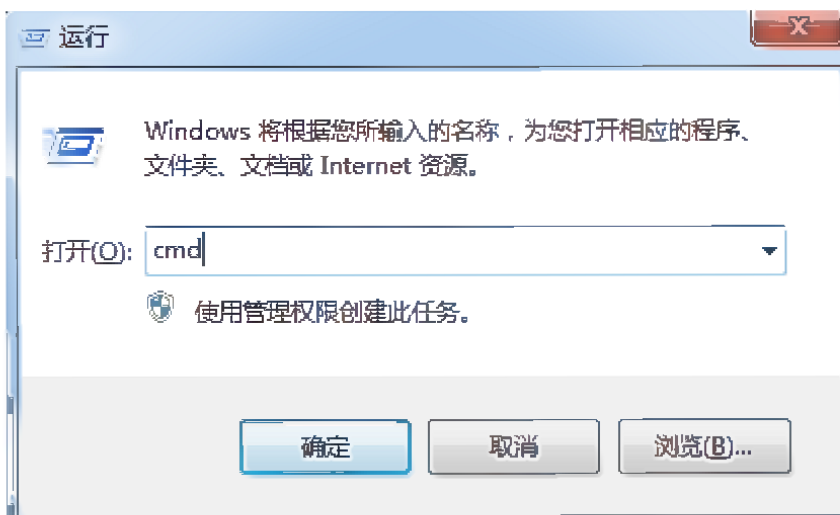 运行
Windows 将根据您所输入的名称，为您打开相应的程序、
文件夹、文档或 Internet 资源。
打开(O): cmd
使用管理权限创建此任务。
确定 取消 浏览(B)...